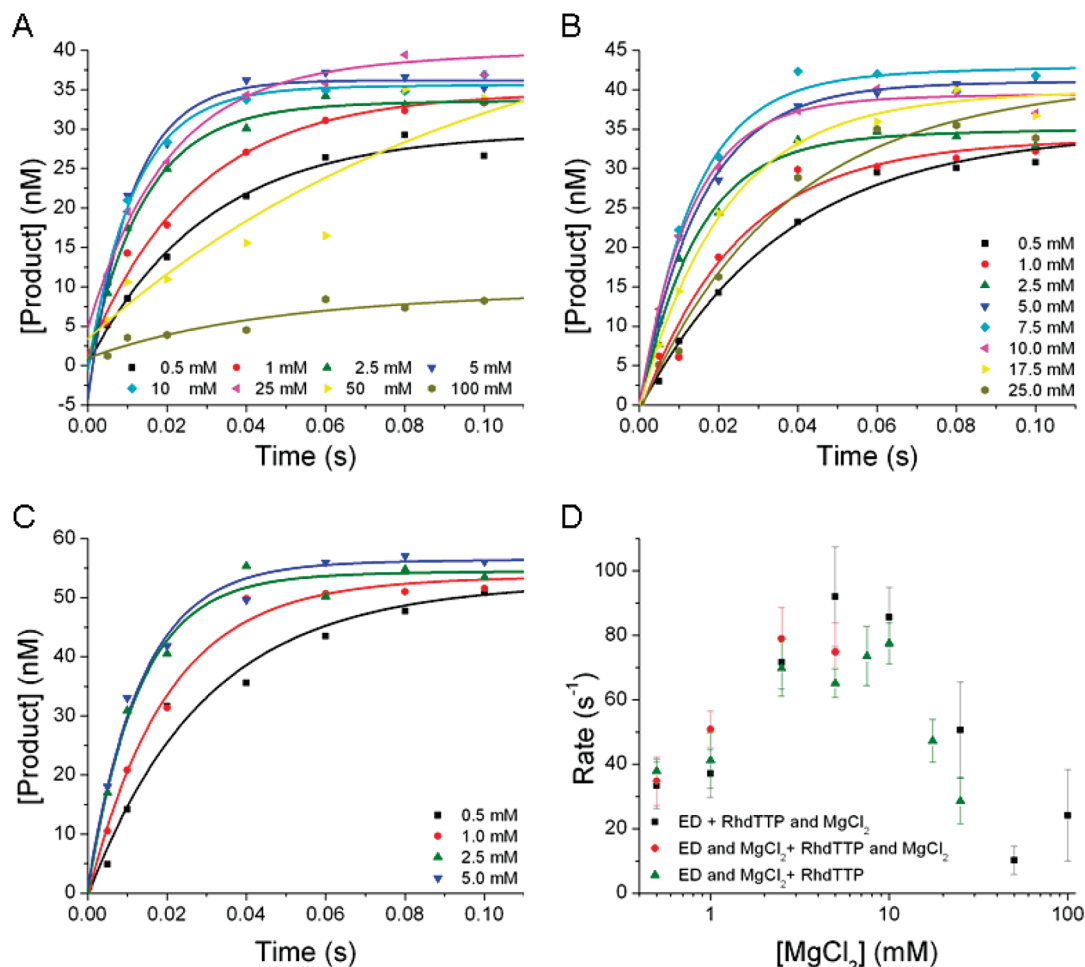 A
[Product] (nM)
40
35
30
25
20
15
10
5
0
-5
0.5 mM 1 mM 2.5 mM 5 mM
10 mM 25 mM 50 mM 100 mM
0.00 0.02 0.04 0.06 0.08 0.10
Time (s)
B
[Product] (nM)
45
40
35
30
25
20
15
10
5
0
0.5 mM
1.0 mM
2.5 mM
5.0 mM
7.5 mM
10.0 mM
17.5 mM
25.0 mM
0.00 0.02 0.04 0.06 0.08 0.10
Time (s)
C
[Product] (nM)
60
50
40
30
20
10
0
0.5 mM
1.0 mM
2.5 mM
5.0 mM
0.00 0.02 0.04 0.06 0.08 0.10
Time (s)
D
Rate (s⁻¹)
100
80
60
40
20
0
ED + RhdTTP and MgCl₂
ED and MgCl₂+ RhdTTP and MgCl₂
ED and MgCl₂+ RhdTTP
1 10 100
[MgCl₂] (mM)